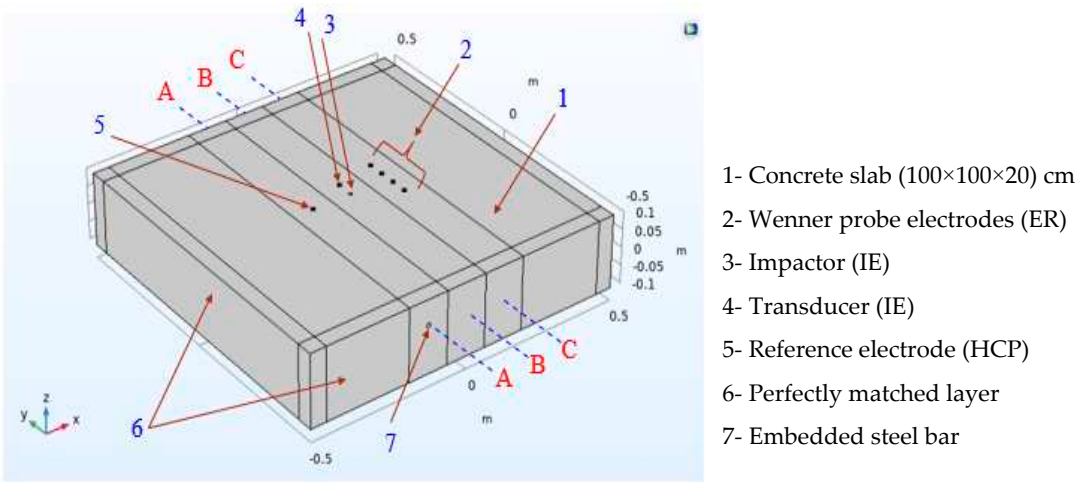 4 3
2
C
B
A
1
5
0.5
m
0
-0.5
0.1
0.05
0
-0.05
-0.1
m
0.5
C
B
A
0
m
7
6
-0.5
z
y
x
1- Concrete slab (100×100×20) cm
2- Wenner probe electrodes (ER)
3- Impactor (IE)
4- Transducer (IE)
5- Reference electrode (HCP)
6- Perfectly matched layer
7- Embedded steel bar